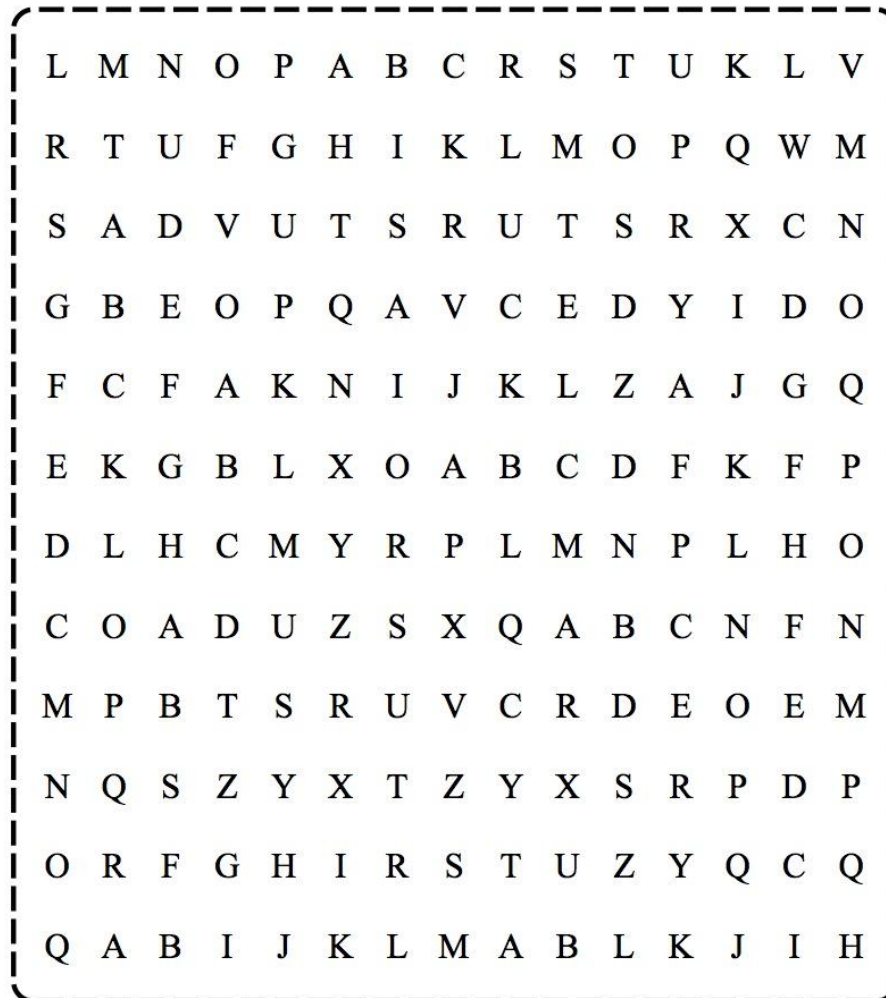 L M N O P A B C R S T U K L V
R T U F G H I K L M O P Q W M
S A D V U T S R U T S R X C N
G B E O P Q A V C E D Y I D O
F C F A K N I J K L Z A J G Q
E K G B L X O A B C D F K F P
D L H C M Y R P L M N P L H O
C O A D U Z S X Q A B C N F N
M P B T S R U V C R D E O E M
N Q S Z Y X T Z Y X S R P D P
O R F G H I R S T U Z Y Q C Q
Q A B I J K L M A B L K J I H